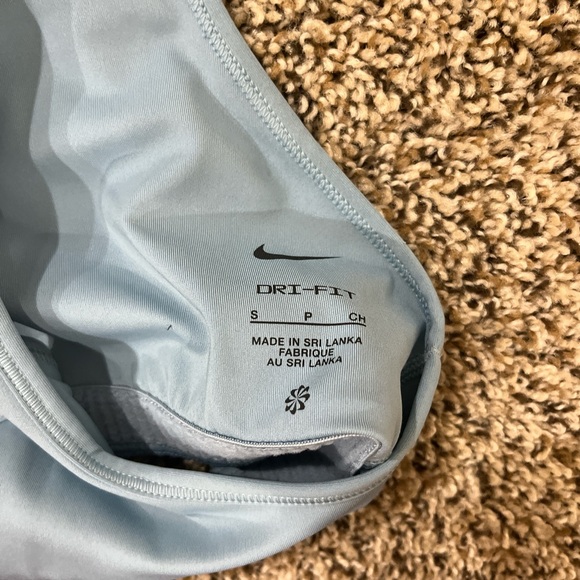 DRI-FIT
S P CH
MADE IN SRI LANKA
FABRIQUE
AU SRI LANKA